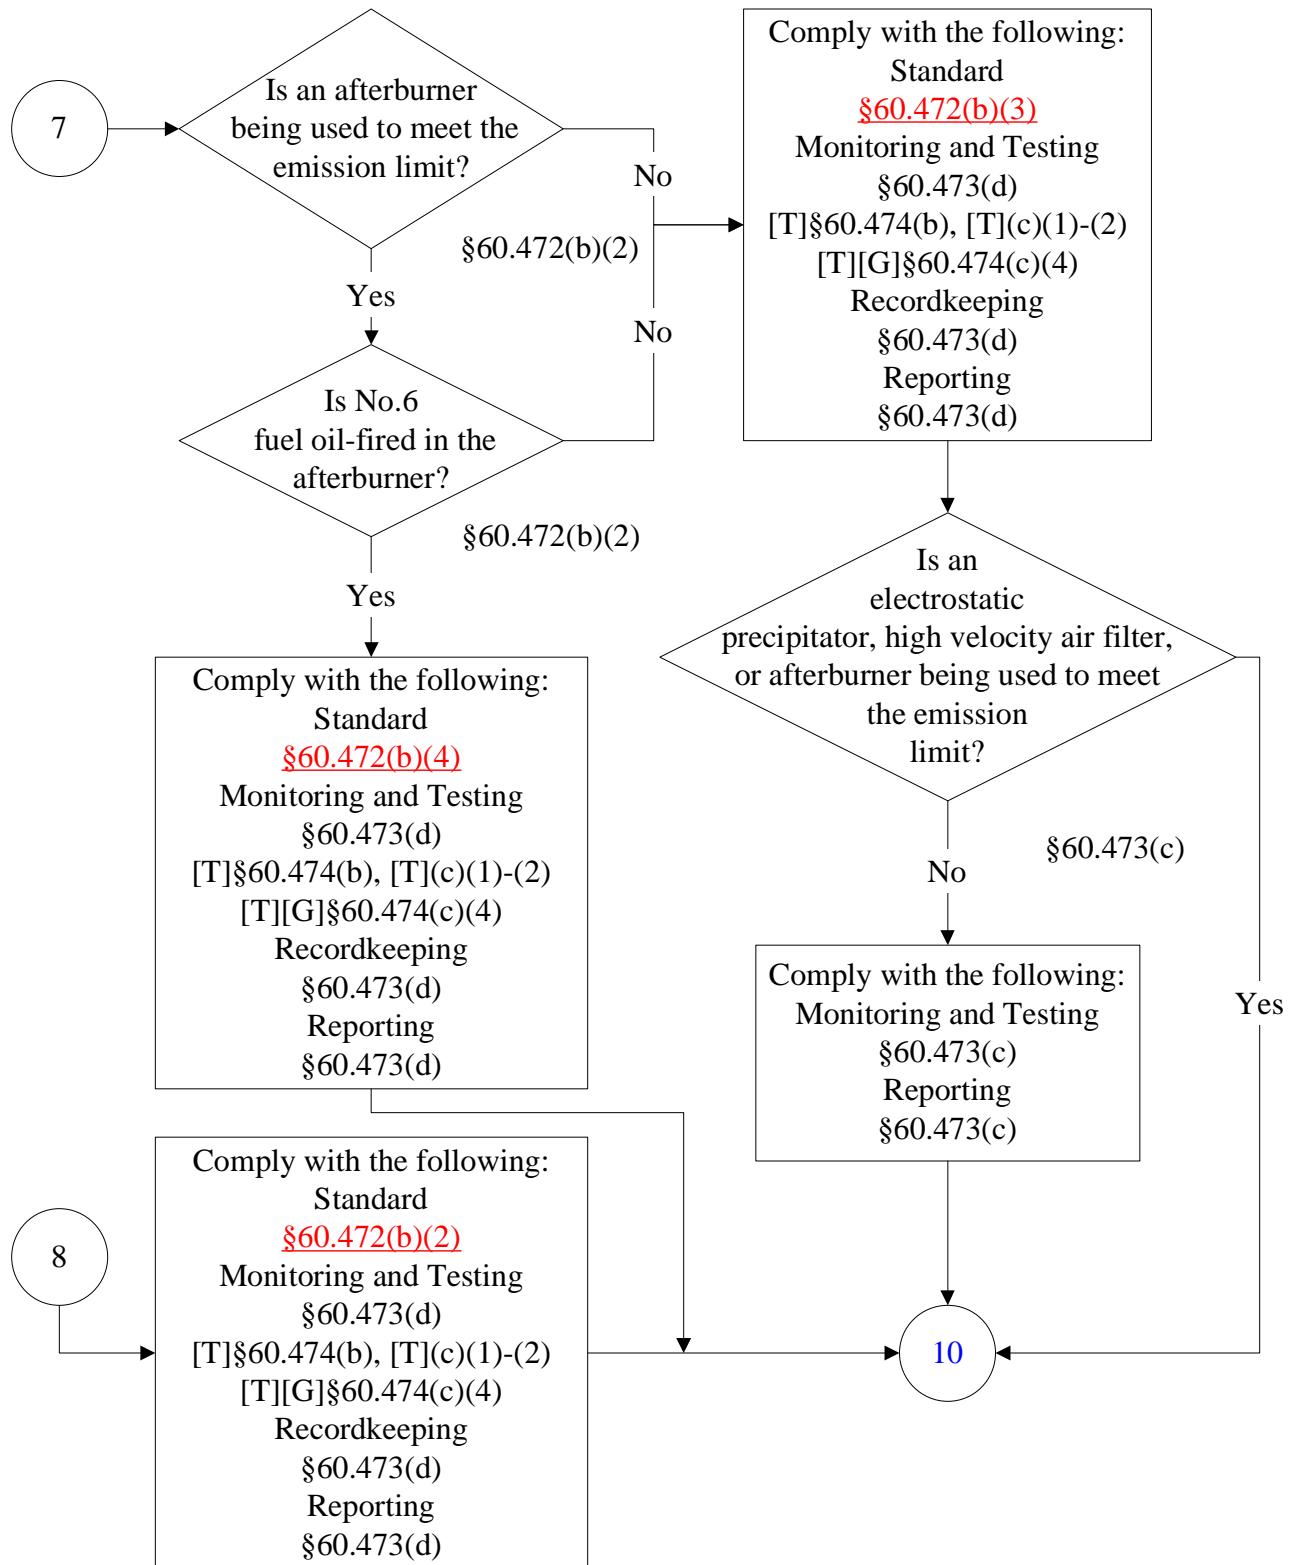 7
Is an afterburner
being used to meet the
emission limit?
No
§60.472(b)(2)
Yes
No
Is No.6
fuel oil-fired in the
afterburner?
§60.472(b)(2)
Yes
Comply with the following:
Standard
§60.472(b)(3)
Monitoring and Testing
§60.473(d)
[T]§60.474(b), [T](c)(1)-(2)
[T][G]§60.474(c)(4)
Recordkeeping
§60.473(d)
Reporting
§60.473(d)
Is an
electrostatic
precipitator, high velocity air filter,
or afterburner being used to meet
the emission
limit?
§60.473(c)
No
Yes
Comply with the following:
Monitoring and Testing
§60.473(c)
Reporting
§60.473(c)
Comply with the following:
Standard
§60.472(b)(4)
Monitoring and Testing
§60.473(d)
[T]§60.474(b), [T](c)(1)-(2)
[T][G]§60.474(c)(4)
Recordkeeping
§60.473(d)
Reporting
§60.473(d)
8
Comply with the following:
Standard
§60.472(b)(2)
Monitoring and Testing
§60.473(d)
[T]§60.474(b), [T](c)(1)-(2)
[T][G]§60.474(c)(4)
Recordkeeping
§60.473(d)
Reporting
§60.473(d)
10